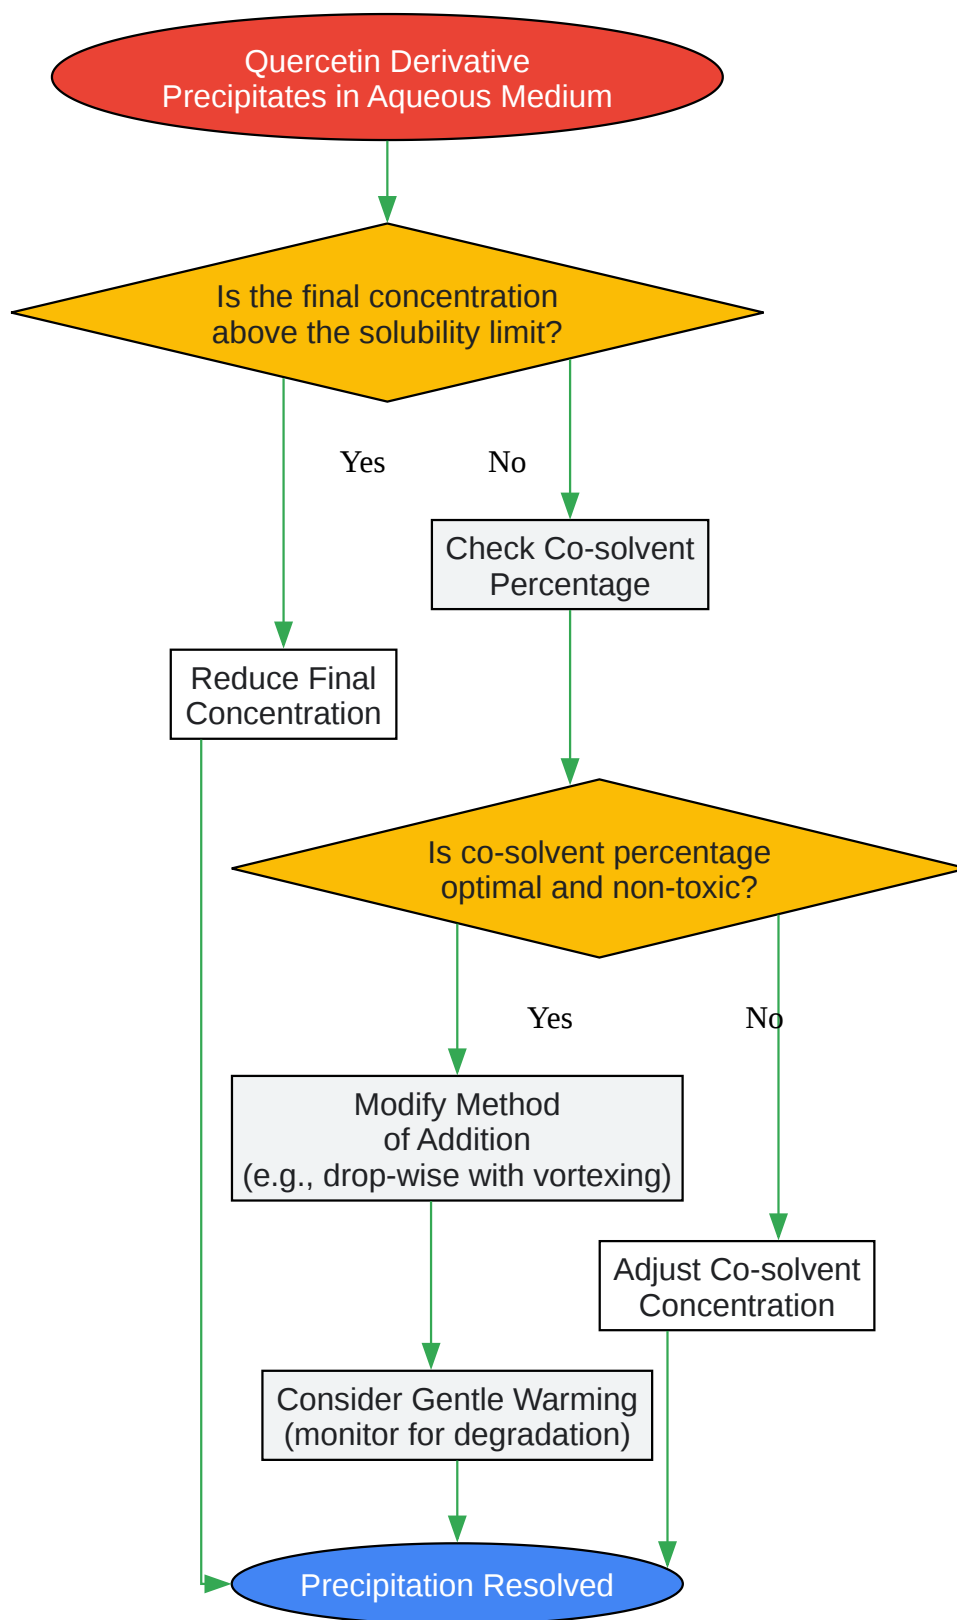 Quercetin Derivative
Precipitates in Aqueous Medium
Is the final concentration
above the solubility limit?
Yes
No
Check Co-solvent
Percentage
Reduce Final
Concentration
Is co-solvent percentage
optimal and non-toxic?
Yes
No
Modify Method
of Addition
(e.g., drop-wise with vortexing)
Adjust Co-solvent
Concentration
Consider Gentle Warming
(monitor for degradation)
Precipitation Resolved